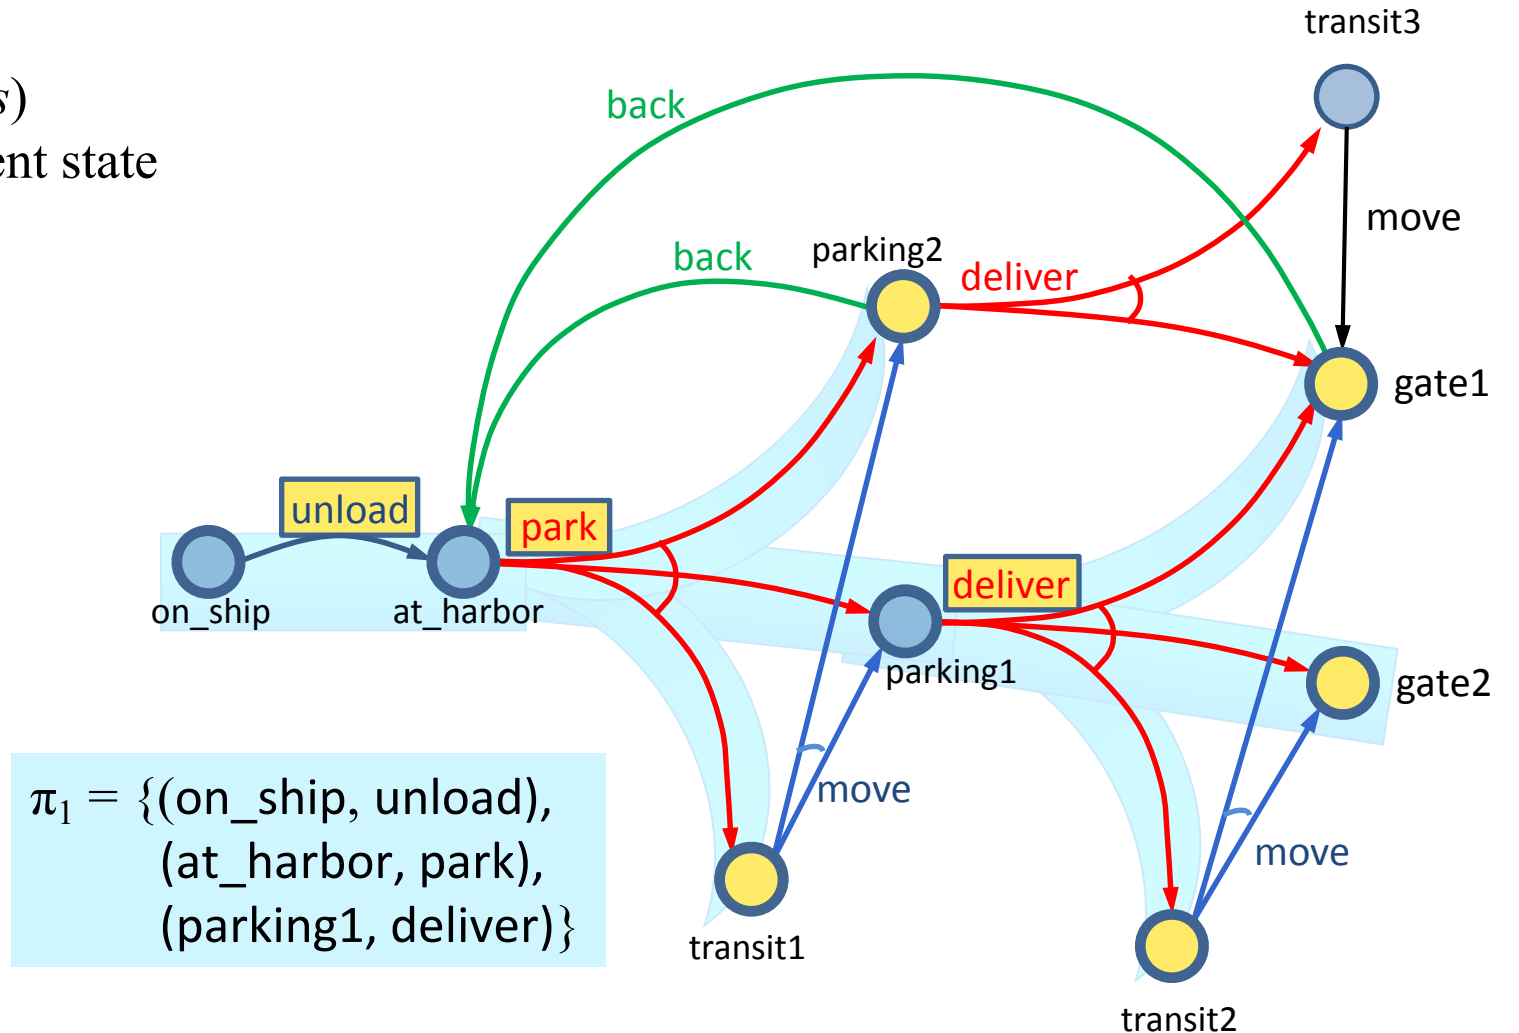 transit3
s)
back
ent state
move
parking2
back
deliver
gate1
unload
park
deliver
on_ship
at_harbor
parking1
gate2
move
π₁ = {(on_ship, unload),
(at_harbor, park),
(parking1, deliver)}
move
transit1
transit2